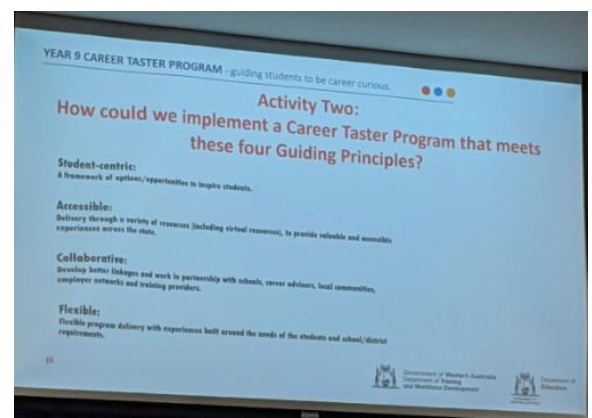 YEAR 9 CAREER TASTER PROGRAM - guiding students to be career curious.
Activity Two:
How could we implement a Career Taster Program that meets
these four Guiding Principles?
Student-centric:
A framework of options/opportunities to inspire students.
Accessible:
Delivery through a variety of resources (including virtual resources), to provide valuable and accessible
experiences across the state.
Collaborative:
Develop better linkages and work in partnership with schools, career advisors, local communities,
employer networks and training providers.
Flexible:
Flexible program delivery with experiences built around the needs of the students and school/district
requirements.
Government of Western Australia
Department of Training
and Workforce Development
Department of
Education